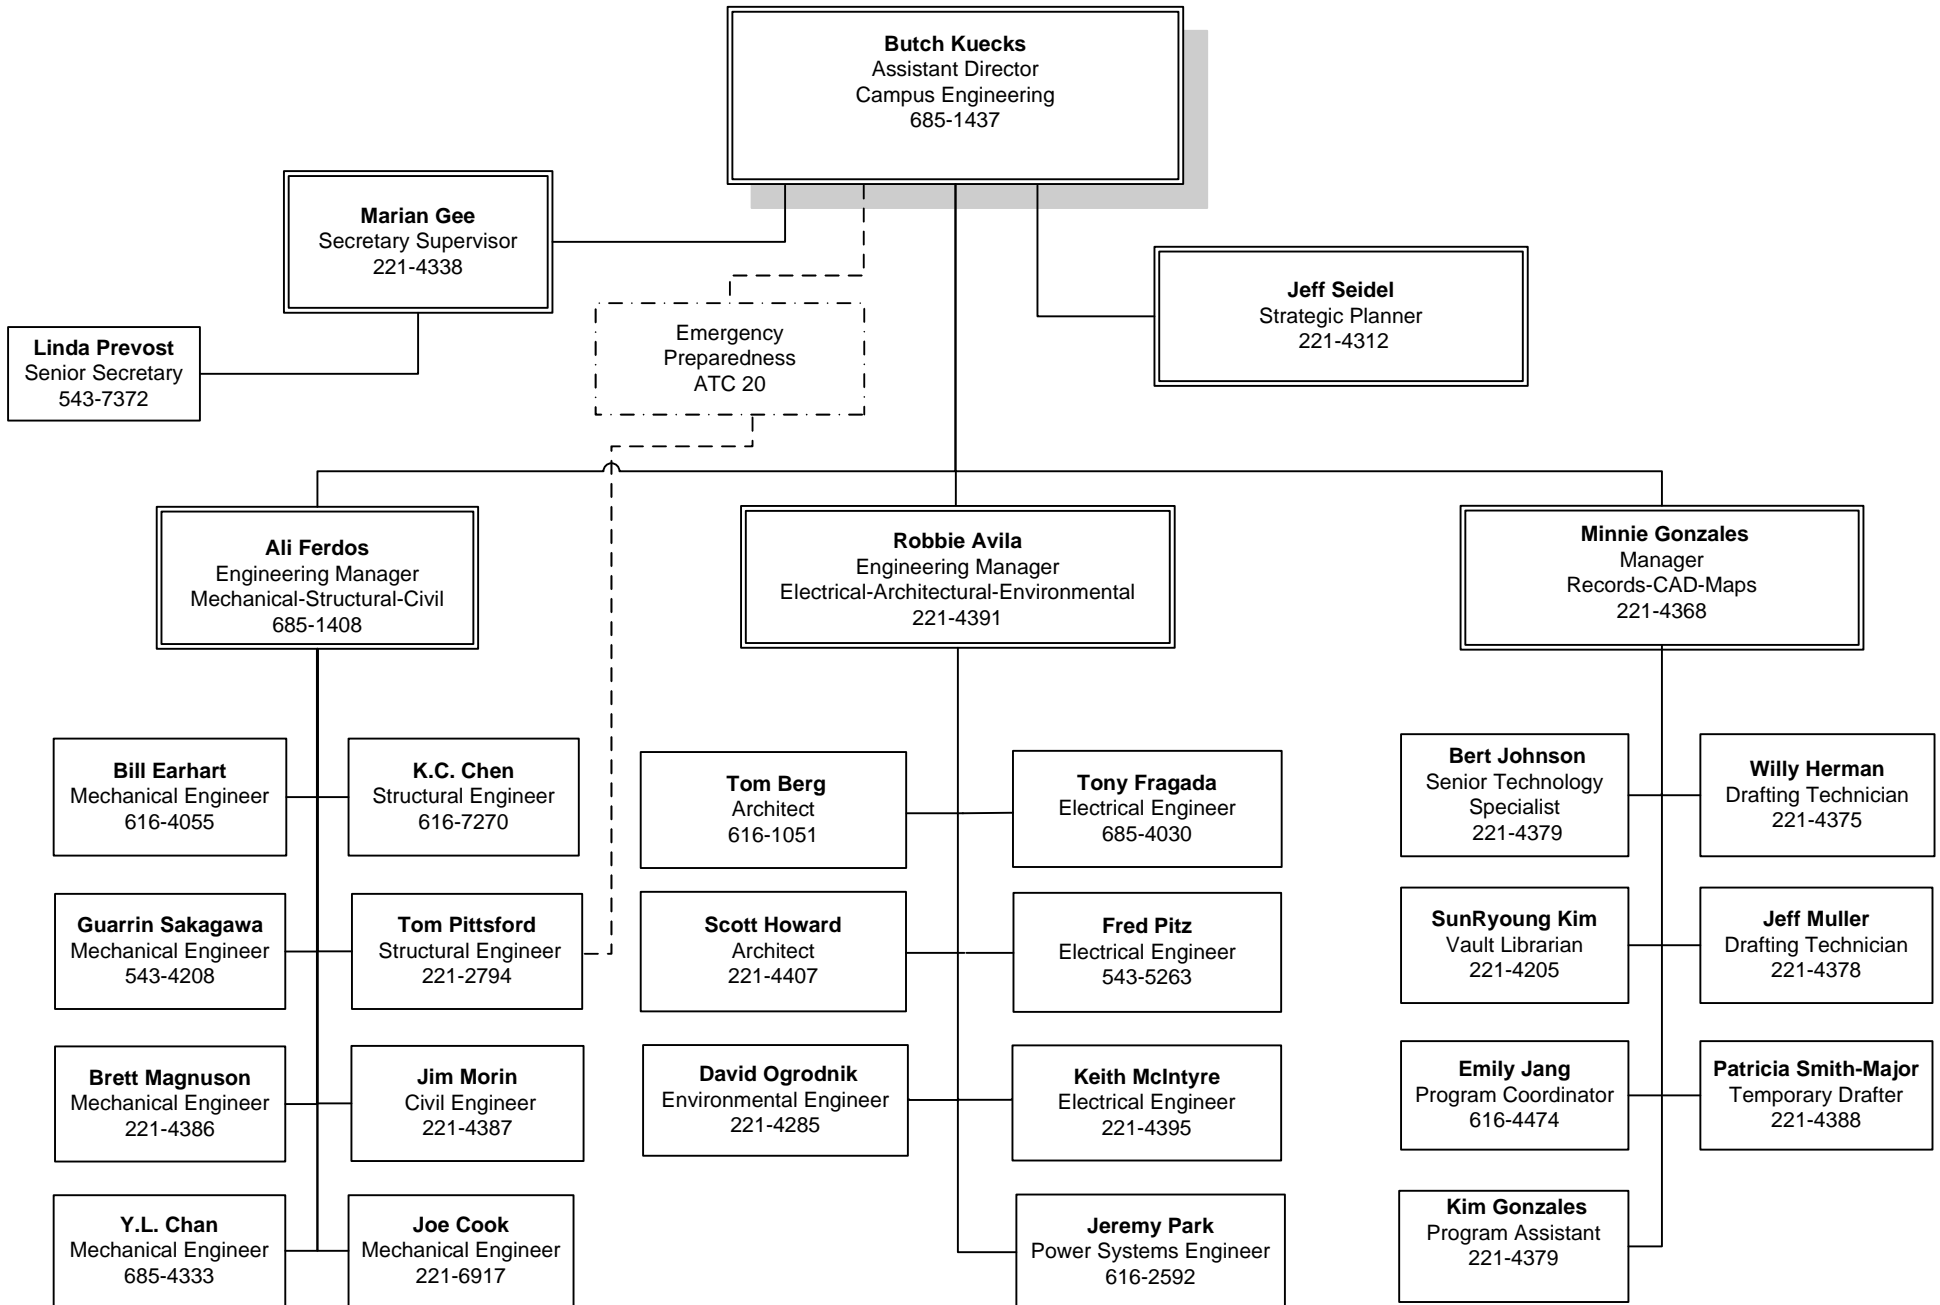 Butch Kuecks
Assistant Director
Campus Engineering
685-1437
Marian Gee
Secretary Supervisor
221-4338
Jeff Seidel
Strategic Planner
221-4312
Linda Prevost
Senior Secretary
543-7372
Emergency
Preparedness
ATC 20
Ali Ferdos
Engineering Manager
Mechanical-Structural-Civil
685-1408
Robbie Avila
Engineering Manager
Electrical-Architectural-Environmental
221-4391
Minnie Gonzales
Manager
Records-CAD-Maps
221-4368
Bill Earhart
Mechanical Engineer
616-4055
K.C. Chen
Structural Engineer
616-7270
Guarrin Sakagawa
Mechanical Engineer
543-4208
Tom Pittsford
Structural Engineer
221-2794
Brett Magnuson
Mechanical Engineer
221-4386
Jim Morin
Civil Engineer
221-4387
Y.L. Chan
Mechanical Engineer
685-4333
Joe Cook
Mechanical Engineer
221-6917
Tom Berg
Architect
616-1051
Tony Fragada
Electrical Engineer
685-4030
Scott Howard
Architect
221-4407
Fred Pitz
Electrical Engineer
543-5263
David Ogrodnik
Environmental Engineer
221-4285
Keith McIntyre
Electrical Engineer
221-4395
Jeremy Park
Power Systems Engineer
616-2592
Bert Johnson
Senior Technology
Specialist
221-4379
Willy Herman
Drafting Technician
221-4375
SunRyoung Kim
Vault Librarian
221-4205
Jeff Muller
Drafting Technician
221-4378
Emily Jang
Program Coordinator
616-4474
Patricia Smith-Major
Temporary Drafter
221-4388
Kim Gonzales
Program Assistant
221-4379